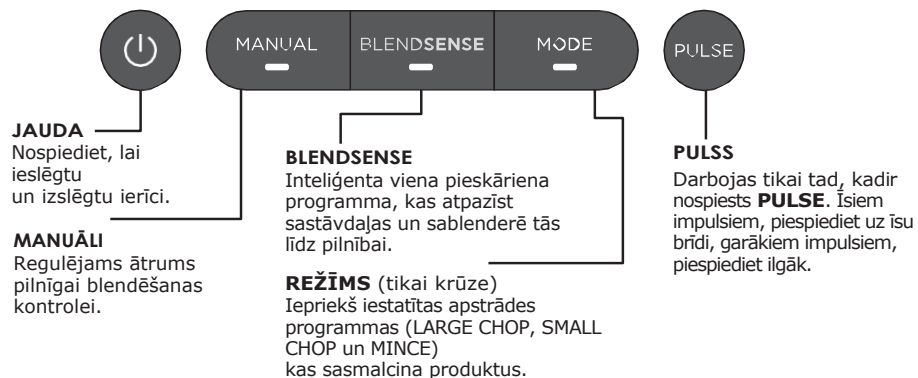 MANUAL
BLENDSENSE
MODE
PULSE
JAUDA
Nospiediet, lai
ieslēgtu
un izslēgtu ierīci.
MANUĀLI
Regulējams ātrums
pilnīgai blendēšanas
kontrolei.
BLENDSENSE
Inteliģenta viena pieskāriena
programma, kas atpazīst
sastāvdaļas un sablenderē tās
līdz pilnībai.
REŽĪMS (tikai krūze)
Iepriekš iestatītas apstrādes
programmas (LARGE CHOP, SMALL
CHOP un MINCE)
kas sasmalcina produktus.
PULSS
Darbojas tikai tad, kadir
nospiests PULSE. Īsiem
impulsiem, piespiediet uz īsu
brīdi, garākiem impulsiem,
piespiediet ilgāk.